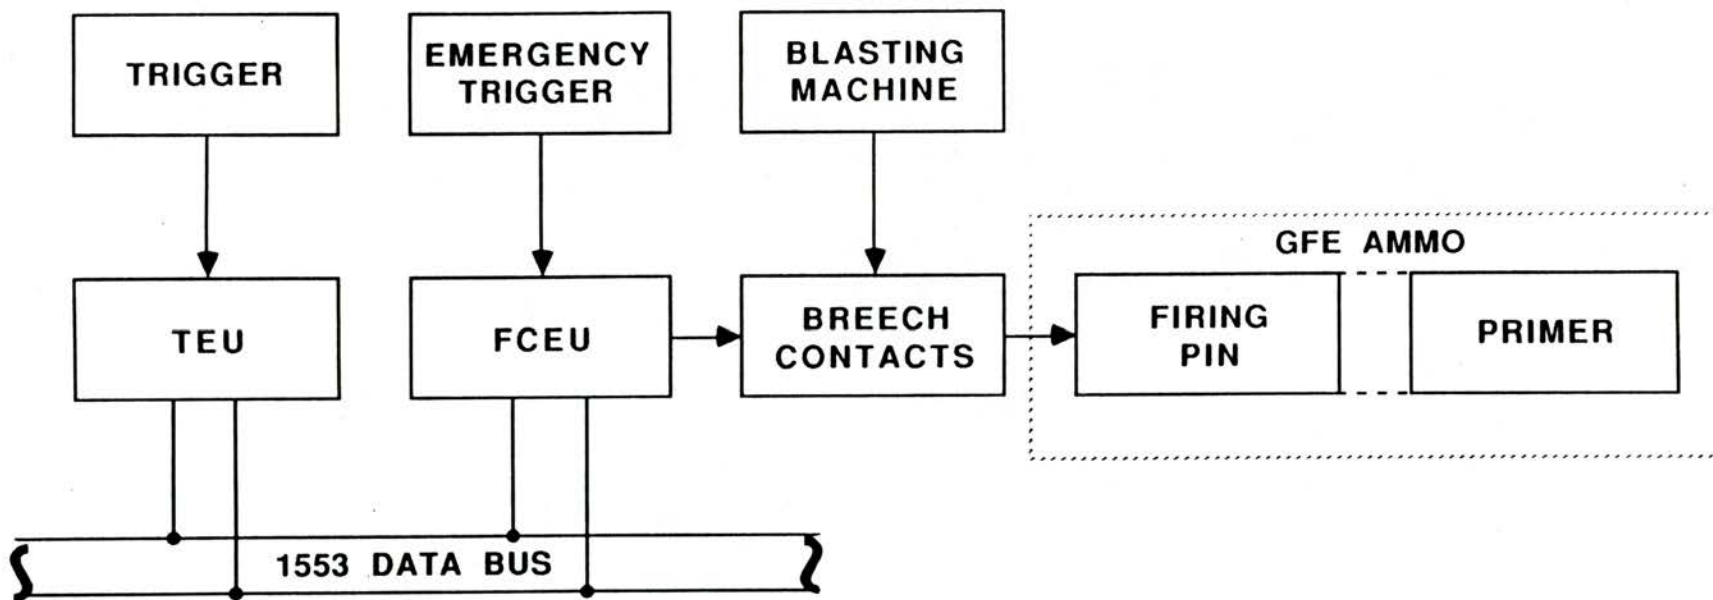 TRIGGER
EMERGENCY
TRIGGER
BLASTING
MACHINE
GFE AMMO
TEU
FCEU
BREECH
CONTACTS
FIRING
PIN
PRIMER
1553 DATA BUS